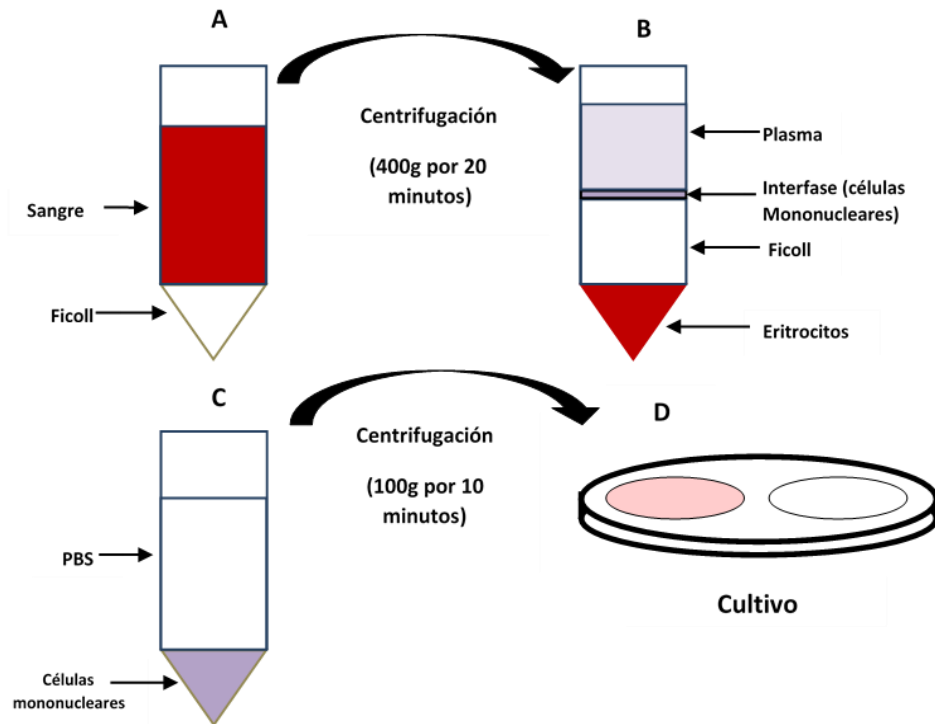 A
B
Centrifugación
(400g por 20
minutos)
Sangre
Ficoll
Plasma
Interfase (células
Mononucleares)
Ficoll
Eritrocitos
C
D
Centrifugación
(100g por 10
minutos)
PBS
Células
mononucleares
Cultivo